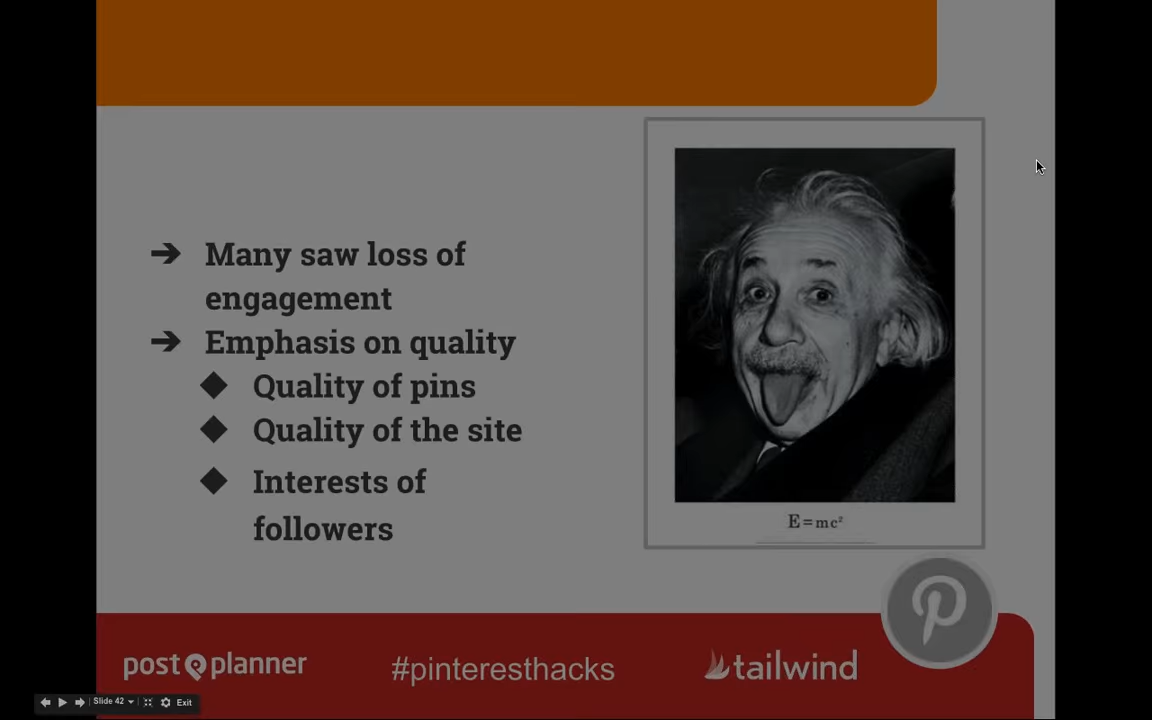 ➔ Many saw loss of
engagement
➔ Emphasis on quality
◆ Quality of pins
◆ Quality of the site
◆ Interests of
followers
E=mc²
post planner
#pinteresthacks
tailwind
Slide 42
Exit